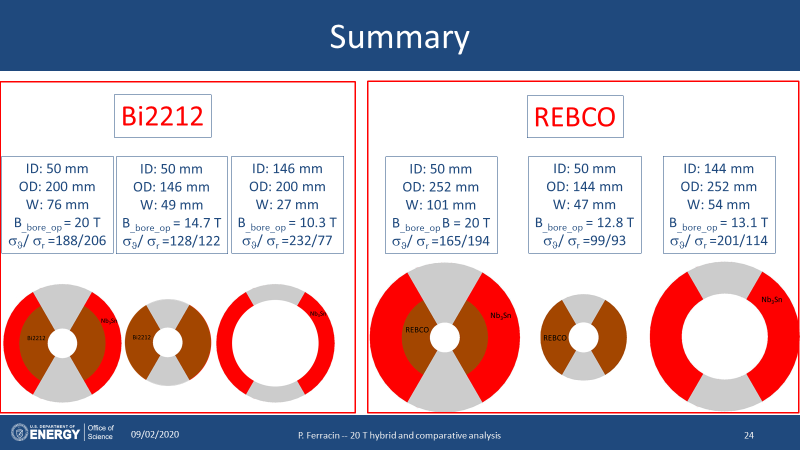 Summary
Bi2212
ID: 50 mm
OD: 200 mm
W: 76 mm
B_bore_op = 20 T
σϑ/ σr =188/206
ID: 50 mm
OD: 146 mm
W: 49 mm
B_bore_op = 14.7 T
σϑ/ σr =128/122
ID: 146 mm
OD: 200 mm
W: 27 mm
B_bore_op = 10.3 T
σϑ/ σr =232/77
Bi2212
Nb3Sn
Bi2212
Nb3Sn
REBCO
ID: 50 mm
OD: 252 mm
W: 101 mm
B_bore_op B = 20 T
σϑ/ σr =165/194
ID: 50 mm
OD: 144 mm
W: 47 mm
B_bore_op = 12.8 T
σϑ/ σr =99/93
ID: 144 mm
OD: 252 mm
W: 54 mm
B_bore_op = 13.1 T
σϑ/ σr =201/114
REBCO
Nb3Sn
REBCO
Nb3Sn
U.S. DEPARTMENT OF
ENERGY
Office of
Science
09/02/2020
P. Ferracin -- 20 T hybrid and comparative analysis
24